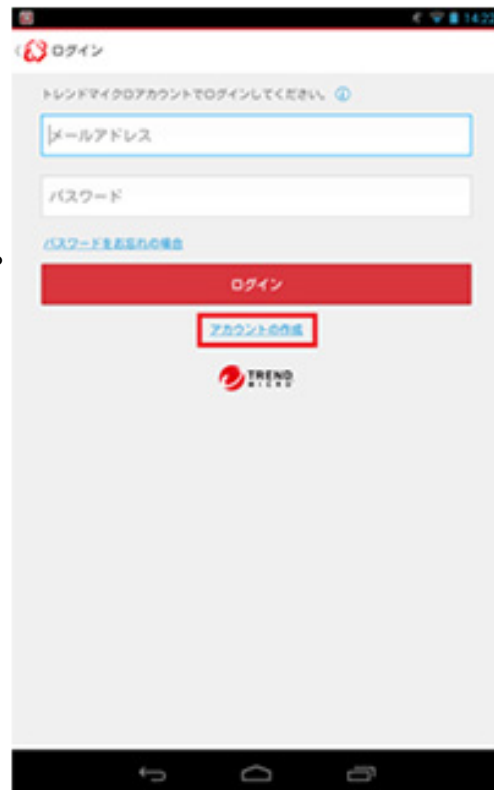 14:22
ログイン
トレンドマイクロアカウントでログインしてください。
メールアドレス
パスワード
パスワードをお忘れの場合
ログイン
アカウントの作成
TREND
MICRO